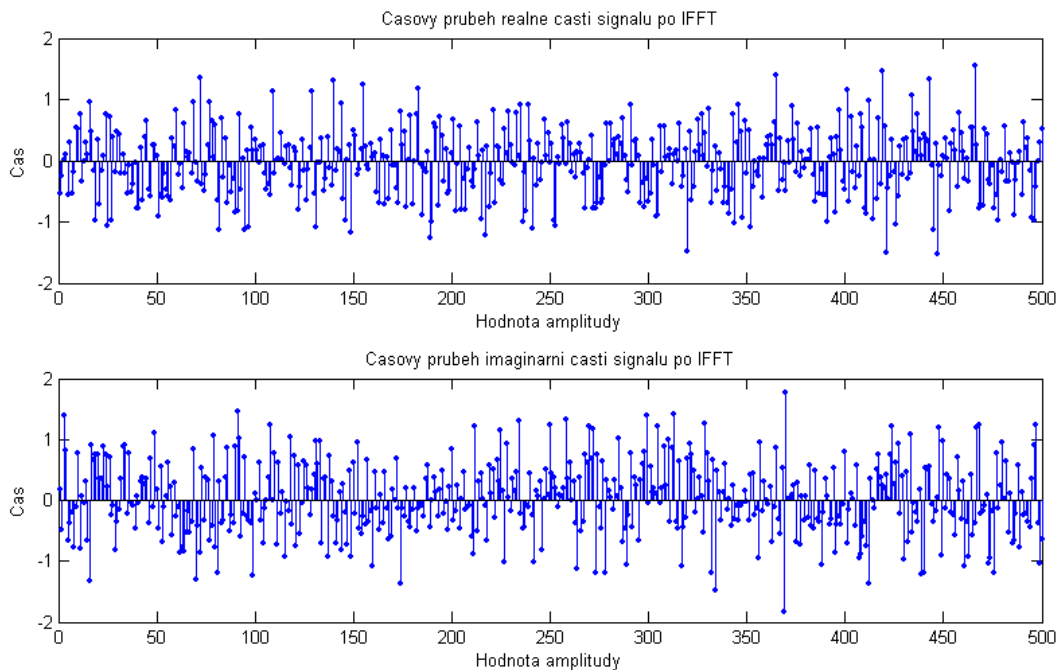 Casovy prubeh realne casti signalu po IFFT
2
1
0
-1
-2
Cas
0 50 100 150 200 250 300 350 400 450 500
Hodnota amplitudy
Casovy prubeh imaginarni casti signalu po IFFT
2
1
0
-1
-2
Cas
0 50 100 150 200 250 300 350 400 450 500
Hodnota amplitudy